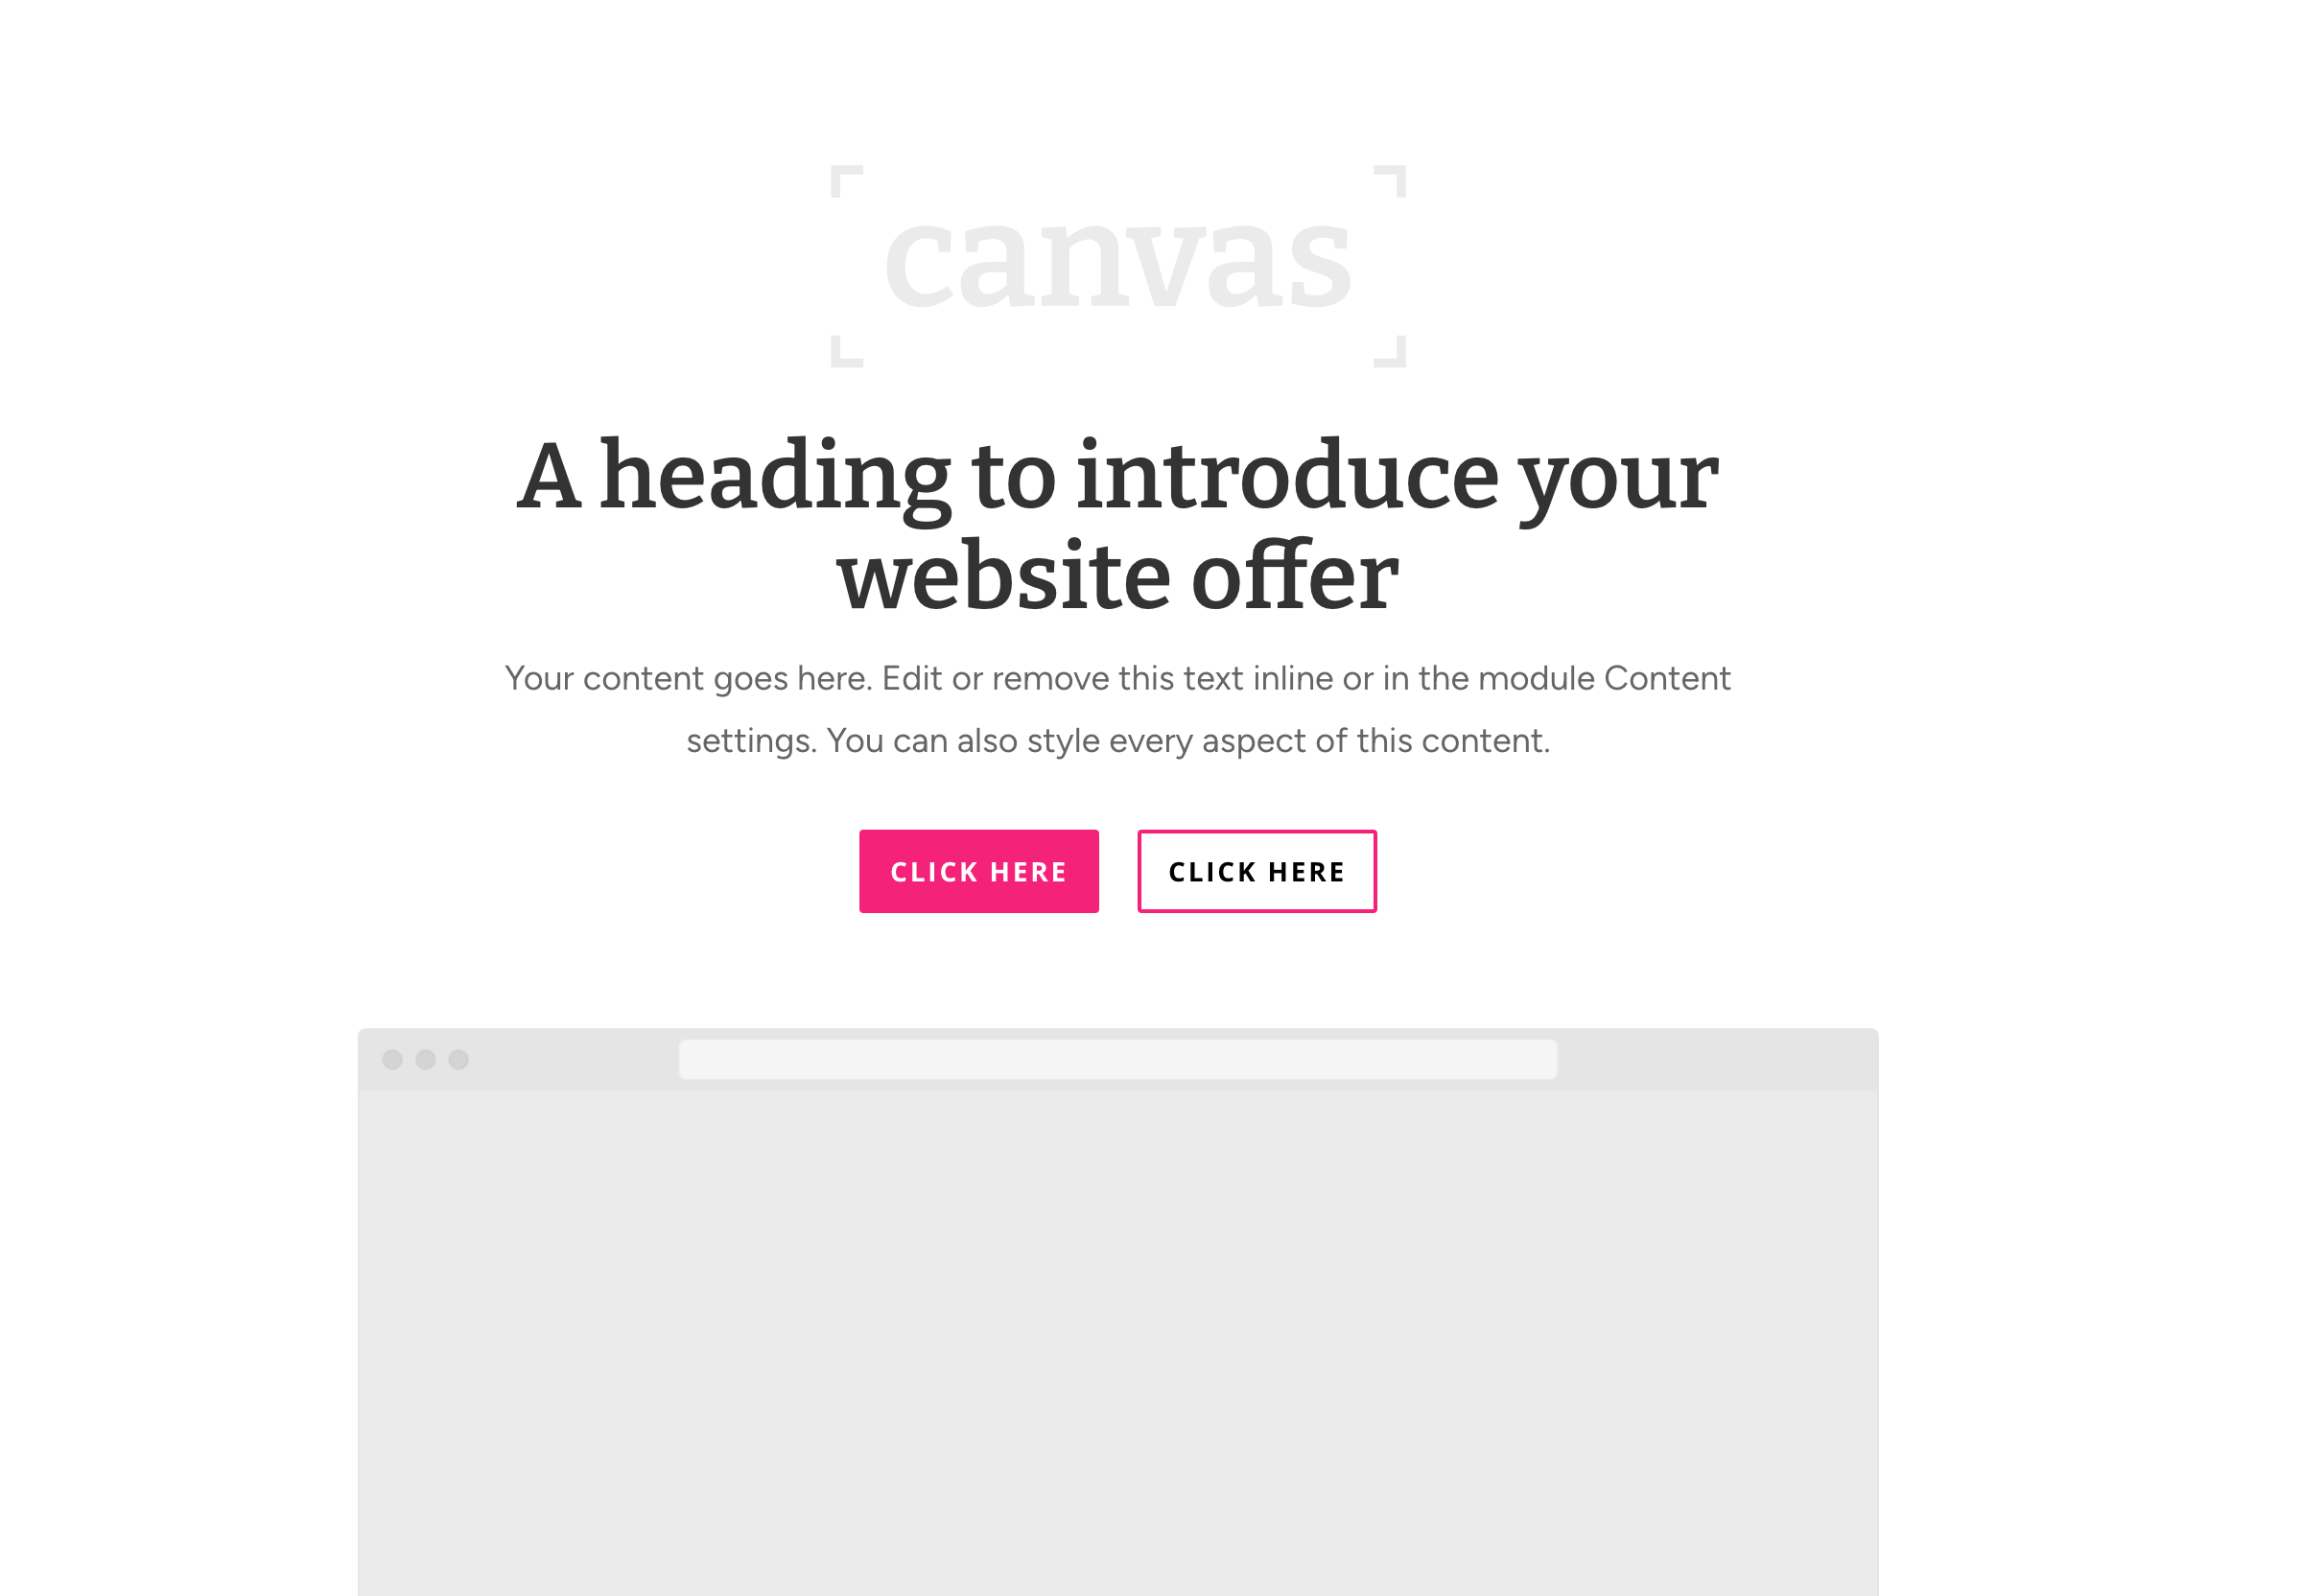 canvas
A heading to introduce your
website offer
Your content goes here. Edit or remove this text inline or in the module Content
settings. You can also style every aspect of this content.
CLICK HERE
CLICK HERE